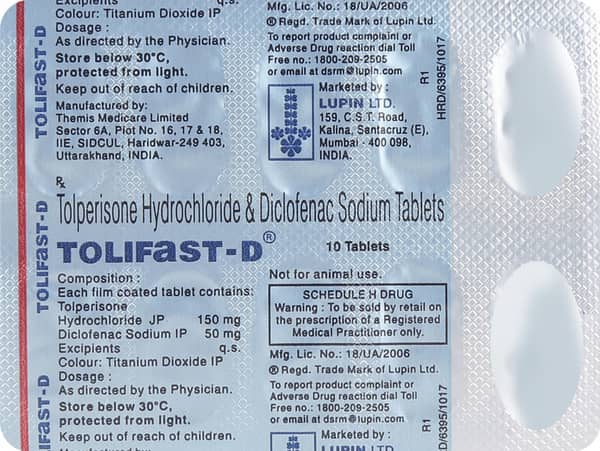 TOLIFAST-D
Excipients q.s.
Colour: Titanium Dioxide IP
Dosage :
As directed by the Physician.
Store below 30°C,
protected from light.
Keep out of reach of children.
Manufactured by:
Themis Medicare Limited
Sector 6A, Plot No. 16, 17 & 18,
IIE, SIDCUL, Haridwar-249 403,
Uttarakhand, INDIA.
Mfg. Lic. No.: 18/UA/2006
® Regd. Trade Mark of Lupin Ltd.
To report product complaint or
Adverse Drug reaction dial Toll
Free no.: 1800-209-2505
or email at dsrm@lupin.com
Marketed by :
LUPIN LTD.
159, C.S.T. Road,
Kalina, Santacruz (E),
Mumbai - 400 098,
INDIA.
R1
HRD/6395/1017
TOLIFAST-D
Rx
Tolperisone Hydrochloride & Diclofenac Sodium Tablets
TOLIFAST-D®
10 Tablets
Composition :
Each film coated tablet contains:
Tolperisone
Hydrochloride JP 150 mg
Diclofenac Sodium IP 50 mg
Excipients q.s.
Colour: Titanium Dioxide IP
Dosage :
As directed by the Physician.
Store below 30°C,
protected from light.
Keep out of reach of children.
Not for animal use.
SCHEDULE H DRUG
Warning : To be sold by retail on
the prescription of a Registered
Medical Practitioner only.
Mfg. Lic. No.: 18/UA/2006
® Regd. Trade Mark of Lupin Ltd.
To report product complaint or
Adverse Drug reaction dial Toll
Free no.: 1800-209-2505
or email at dsrm@lupin.com
Marketed by :
LUPIN LTD.
R1
D/6395/1017
TOLIFAST-D